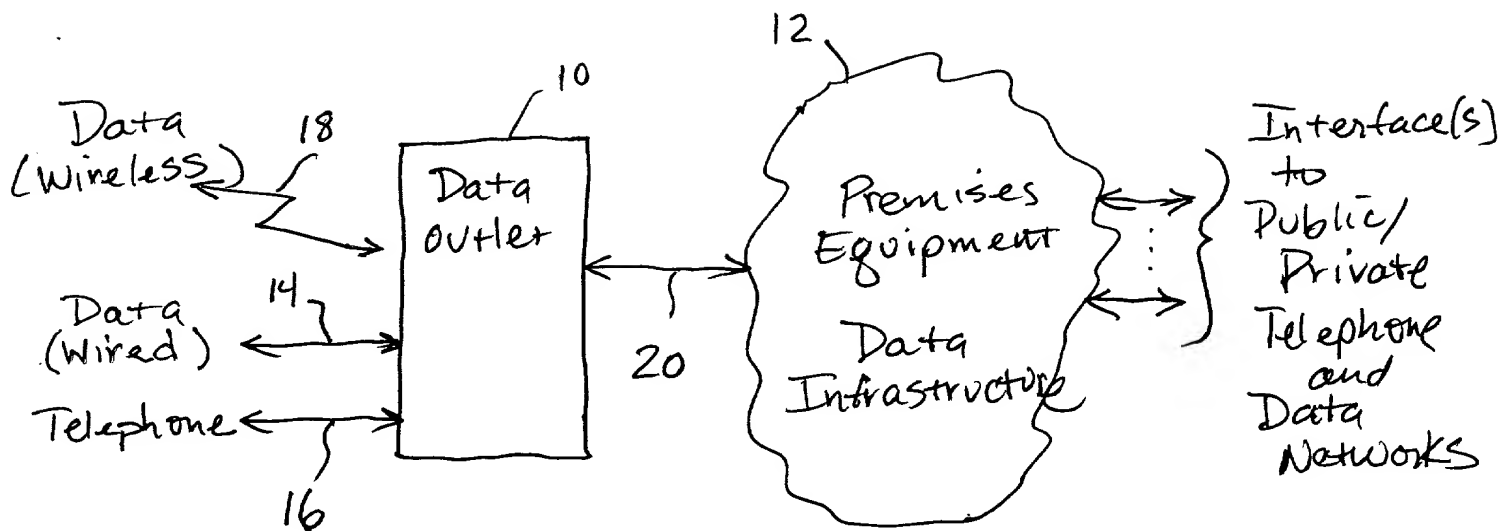 12
10
Data
(Wireless)
18
Data
outlet
14
Data
(Wired)
Telephone
16
20
Premises
Equipment
Data
Infrastructure
Interface(s)
to
Public/
Private
Telephone
and
Data
Networks